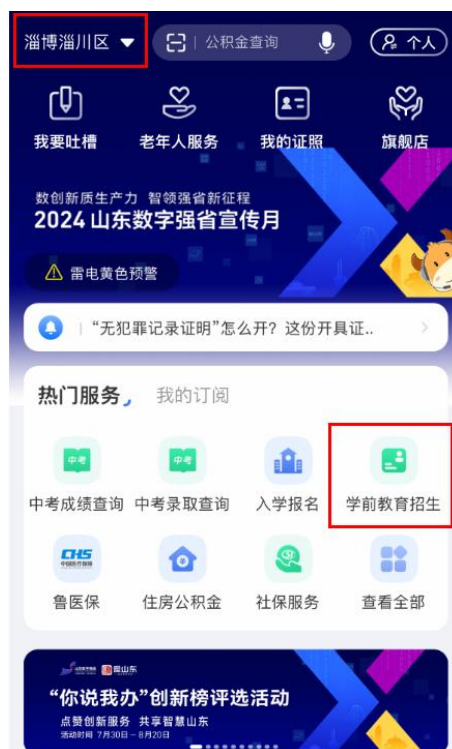 淄博淄川区
公积金查询
个人
我要吐槽 老年人服务 我的证照 旗舰店
数创新质生产力 智领强省新征程
2024 山东数字强省宣传月
雷电黄色预警
“无犯罪记录证明”怎么开？这份开具证..
热门服务 我的订阅
中考 中考
中考成绩查询 中考录取查询 入学报名 学前教育招生
CHS
鲁医保 住房公积金 社保服务 查看全部
爱山东
“你说我办”创新榜评选活动
点赞创新服务 共享智慧山东
活动时间 7月30日－8月20日